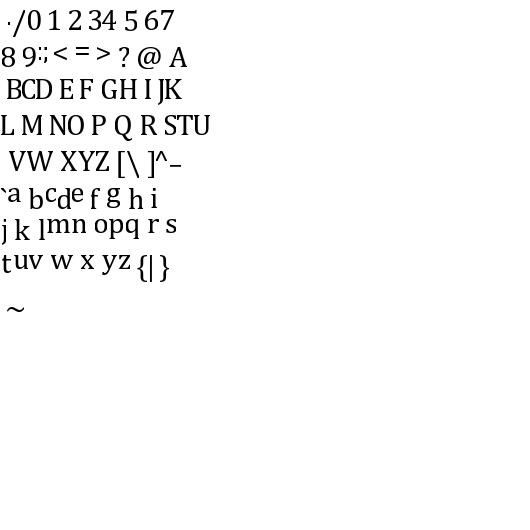 ./0 1 2 34 5 67
8 9:; < = > ? @ A
BCD E F GH I JK
L M NO P Q R STU
VW XYZ [\ ]^_
`a bcde f g h i
j k lmn opq r s
tuv w x yz {| }
~